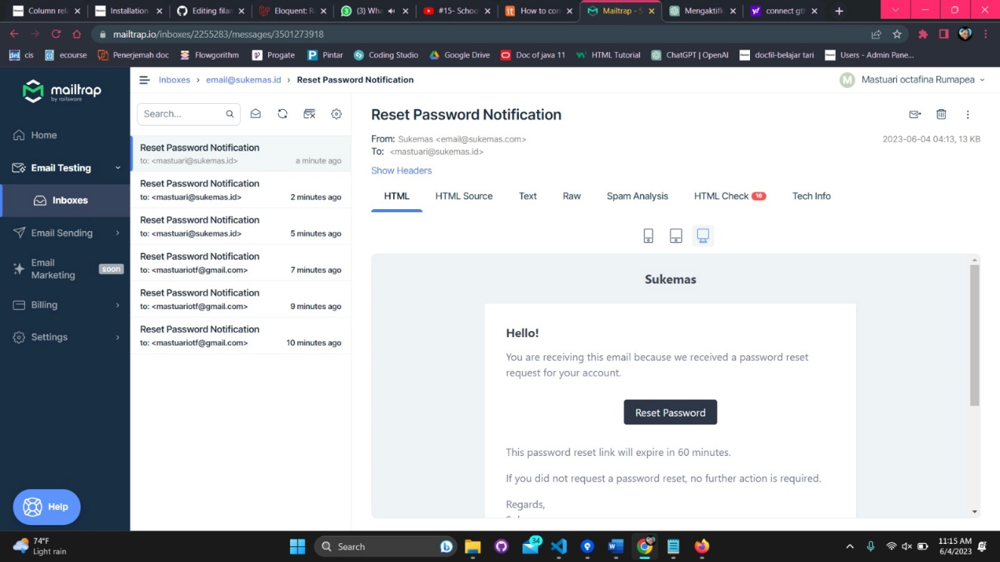 Column rel
Installation
Editing filar
Eloquent: R
(3) Wha
#15- Schoo
How to con
Mailtrap - S
Mengaktifk
connect gth
mailtrap.io/inboxes/2255283/messages/3501273918
cis
ecourse
Penerjemah doc
Flowgorithm
Progate
Pintar
Coding Studio
Google Drive
Doc of java 11
HTML Tutorial
ChatGPT | OpenAI
docfil-belajar tari
Users - Admin Pane...
mailtrap
by railsware
Inboxes › email@sukemas.id › Reset Password Notification
M Mastuari octafina Rumapea
Home
Email Testing
Inboxes
Email Sending
Email
Marketing
soon
Billing
Settings
Help
Search...
Reset Password Notification
to: <mastuari@sukemas.id> a minute ago
Reset Password Notification
to: <mastuari@sukemas.id> 2 minutes ago
Reset Password Notification
to: <mastuari@sukemas.id> 5 minutes ago
Reset Password Notification
to: <mastuariotf@gmail.com> 7 minutes ago
Reset Password Notification
to: <mastuariotf@gmail.com> 9 minutes ago
Reset Password Notification
to: <mastuariotf@gmail.com> 10 minutes ago
Reset Password Notification
From: Sukemas <email@sukemas.com> 2023-06-04 04:13, 13 KB
To: <mastuari@sukemas.id>
Show Headers
HTML HTML Source Text Raw Spam Analysis HTML Check 16 Tech Info
Sukemas
Hello!
You are receiving this email because we received a password reset
request for your account.
Reset Password
This password reset link will expire in 60 minutes.
If you did not request a password reset, no further action is required.
Regards,
74°F
Light rain
Search
34
11:15 AM
6/4/2023